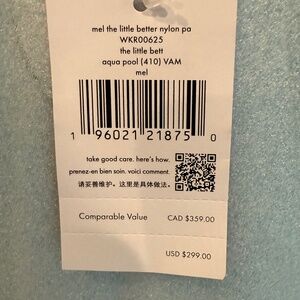 mel the little better nylon pa
WKR00625
the little bett
aqua pool (410) VAM
mel
1 96021 21875 0
take good care. here's how.
prenez-en bien soin. voici comment.
请妥善维护。这里是具体做法。
Comparable Value CAD $359.00
USD $299.00